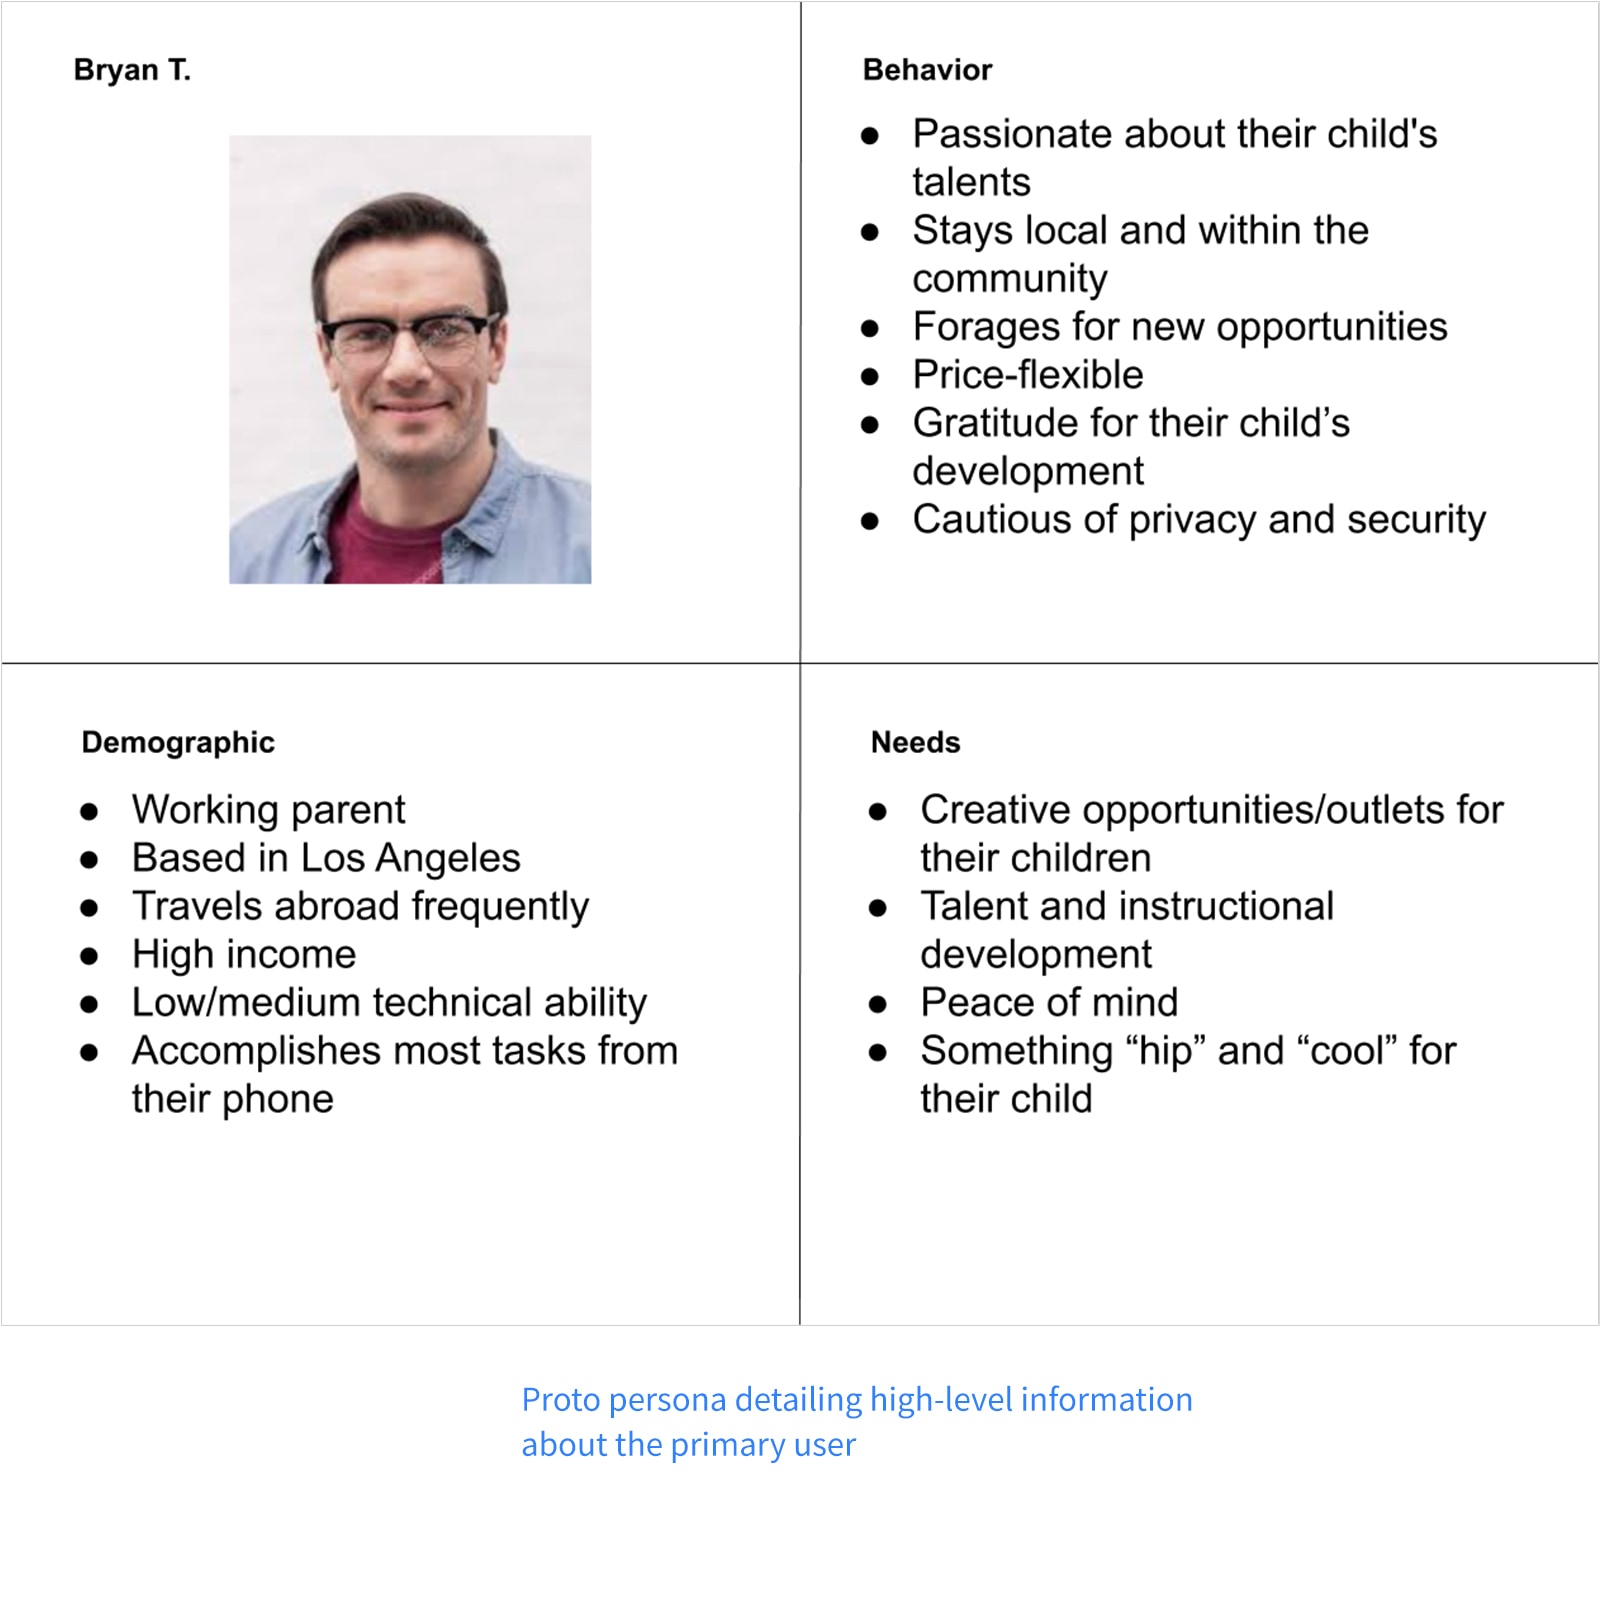 Bryan T.
Behavior
● Passionate about their child's
talents
● Stays local and within the
community
● Forages for new opportunities
● Price-flexible
● Gratitude for their child’s
development
● Cautious of privacy and security
Demographic
● Working parent
● Based in Los Angeles
● Travels abroad frequently
● High income
● Low/medium technical ability
● Accomplishes most tasks from
their phone
Needs
● Creative opportunities/outlets for
their children
● Talent and instructional
development
● Peace of mind
● Something “hip” and “cool” for
their child
Proto persona detailing high-level information
about the primary user